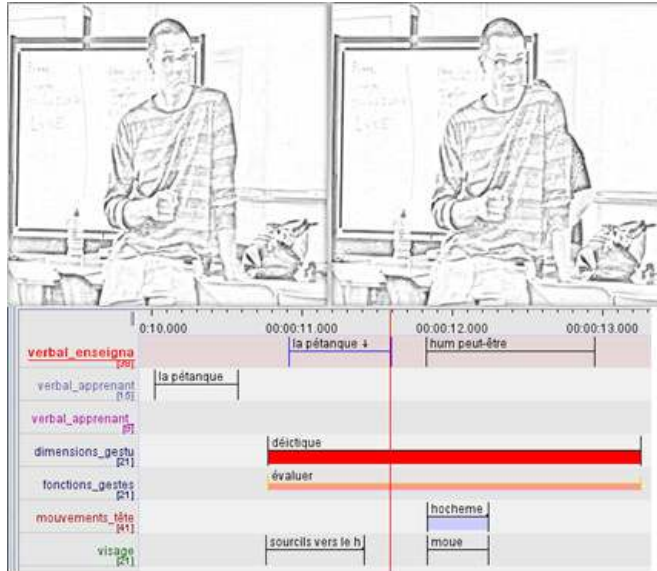 0:10.000 00:00:11.000 00:00:12.000 00:00:13.000
verbal_enseigna
la pétanque ↓ hum peut-être
verbal_apprenant
[15]
la pétanque
verbal_apprenant_
dimensions_gestu
[21]
déictique
fonctions_gestes
[21]
évaluer
mouvements_tête
[41]
hocheme
visage
[21]
sourcils vers le h moue